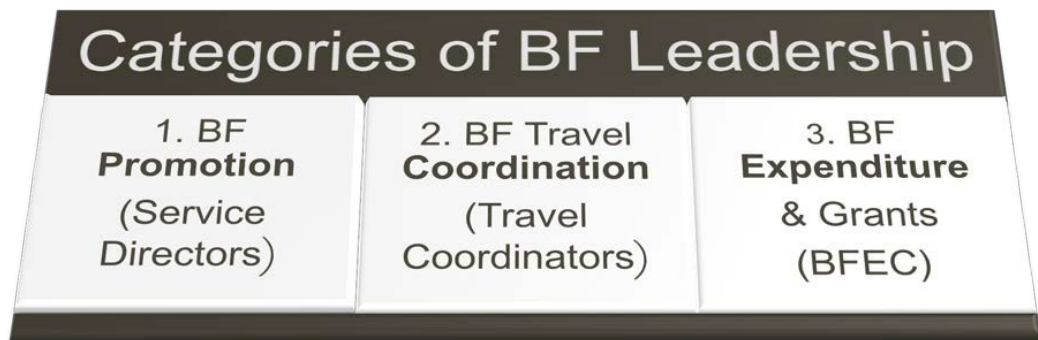 Categories of BF Leadership
1. BF
Promotion
(Service
Directors)
2. BF Travel
Coordination
(Travel
Coordinators)
3. BF
Expenditure
& Grants
(BFEC)